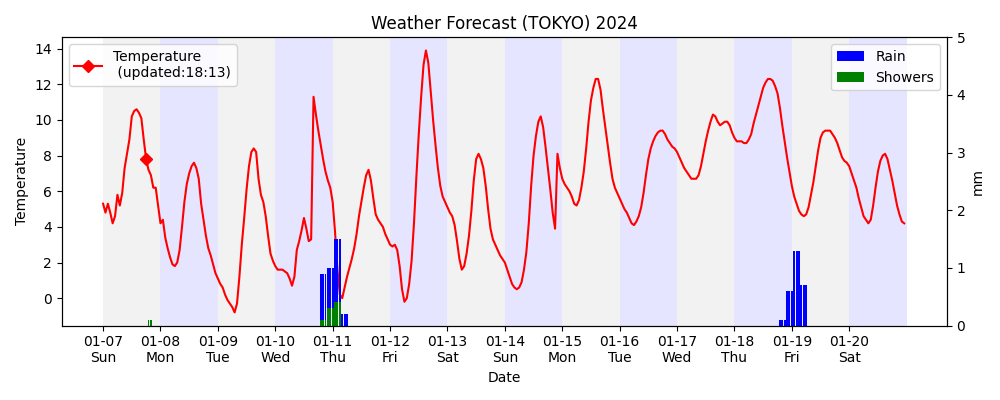 Weather Forecast (TOKYO) 2024
Temperature
(updated:18:13)
Rain
Showers
Temperature
14
12
10
8
6
4
2
0
5
4
3
2
1
0
mm
01-07 01-08 01-09 01-10 01-11 01-12 01-13 01-14 01-15 01-16 01-17 01-18 01-19 01-20
Sun Mon Tue Wed Thu Fri Sat Sun Mon Tue Wed Thu Fri Sat
Date